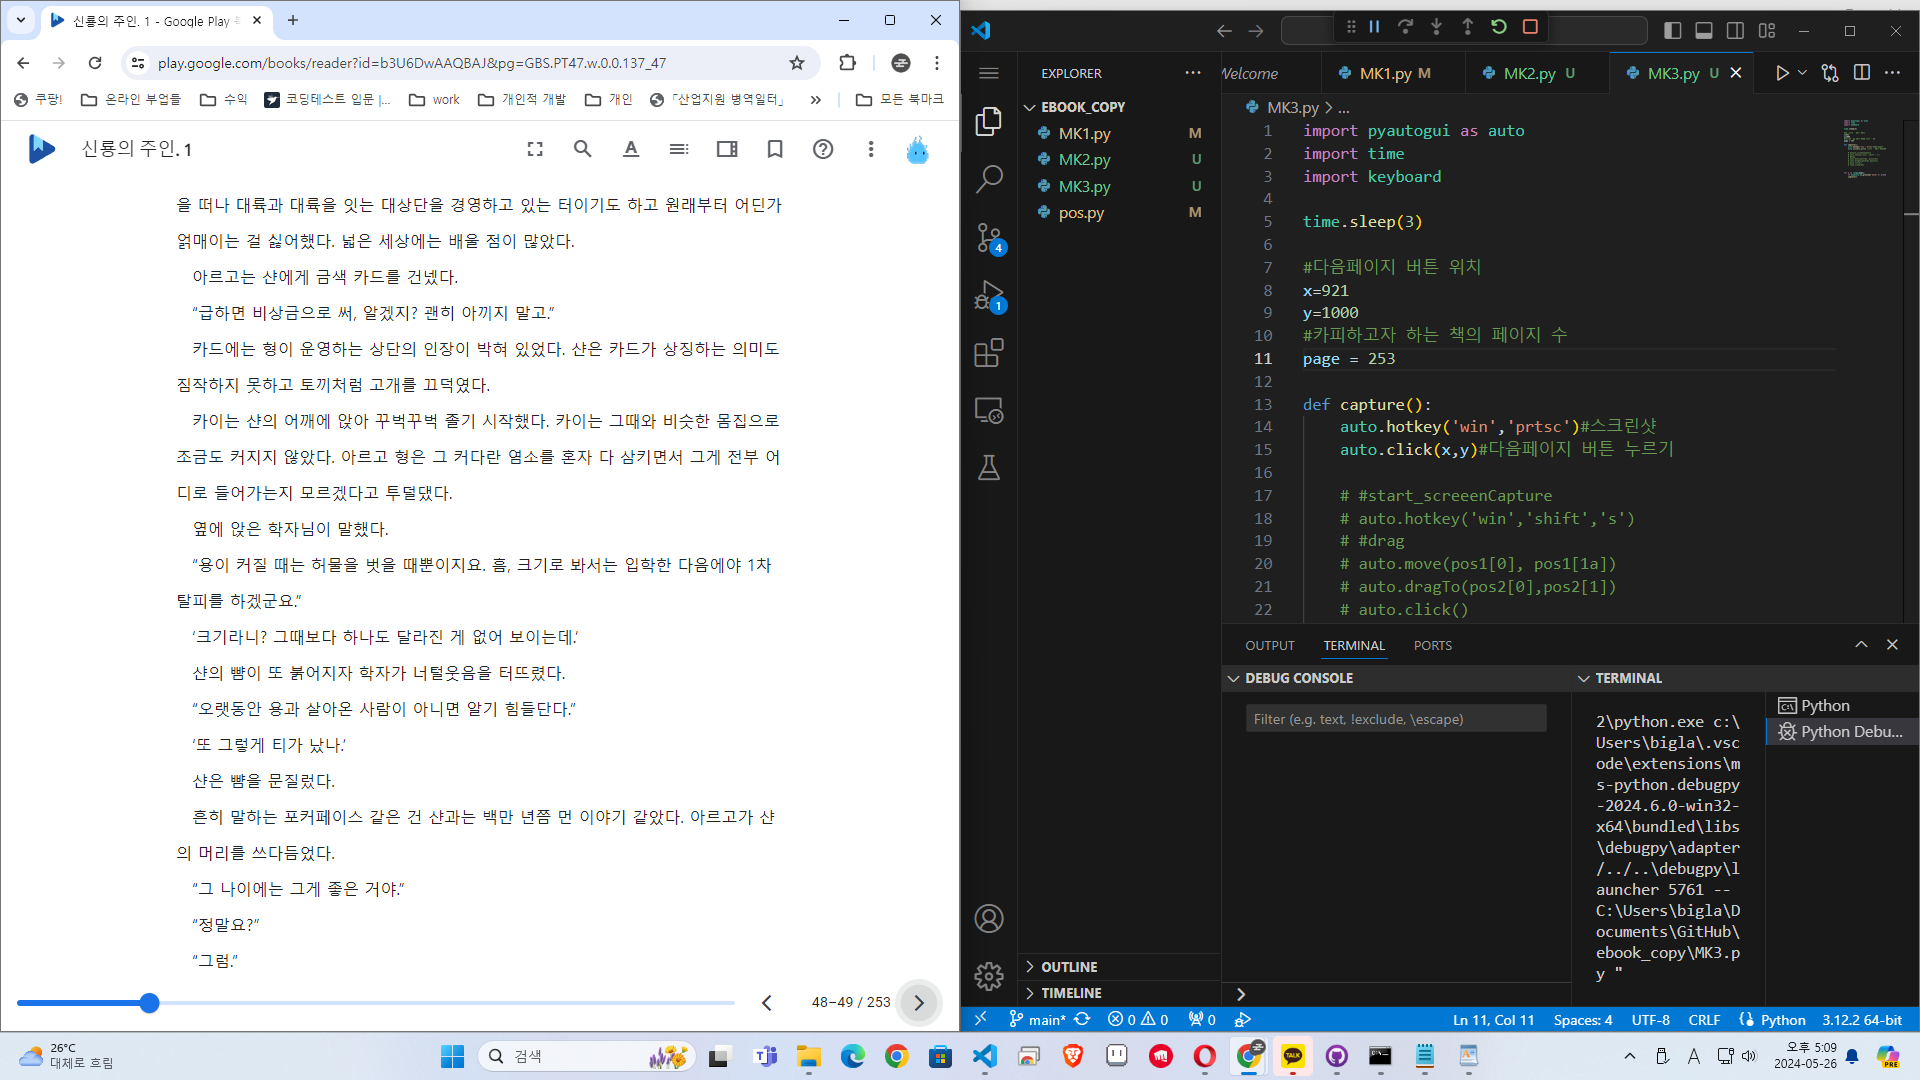 신룡의 주인. 1 - Google Play
play.google.com/books/reader?id=b3U6DwAAQBAJ&pg=GBS.PT47.w.0.0.137_47
쿠팡!
온라인 부업들
수익
코딩테스트 입문 |...
work
개인적 개발
개인
「산업지원 병역일터」
»
모든 북마크
신룡의 주인. 1
을 떠나 대륙과 대륙을 잇는 대상단을 경영하고 있는 터이기도 하고 원래부터 어딘가
얽매이는 걸 싫어했다. 넓은 세상에는 배울 점이 많았다.
아르고는 샨에게 금색 카드를 건넸다.
“급하면 비상금으로 써, 알겠지? 괜히 아끼지 말고.”
카드에는 형이 운영하는 상단의 인장이 박혀 있었다. 샨은 카드가 상징하는 의미도
짐작하지 못하고 토끼처럼 고개를 끄덕였다.
카이는 샨의 어깨에 앉아 꾸벅꾸벅 졸기 시작했다. 카이는 그때와 비슷한 몸집으로
조금도 커지지 않았다. 아르고 형은 그 커다란 염소를 혼자 다 삼키면서 그게 전부 어
디로 들어가는지 모르겠다고 투덜댔다.
옆에 앉은 학자님이 말했다.
“용이 커질 때는 허물을 벗을 때뿐이지요. 흠, 크기로 봐서는 입학한 다음에야 1차
탈피를 하겠군요.”
‘크기라니? 그때보다 하나도 달라진 게 없어 보이는데.’
샨의 뺨이 또 붉어지자 학자가 너털웃음을 터뜨렸다.
“오랫동안 용과 살아온 사람이 아니면 알기 힘들단다.”
‘또 그렇게 티가 났나.’
샨은 뺨을 문질렀다.
흔히 말하는 포커페이스 같은 건 샨과는 백만 년쯤 먼 이야기 같았다. 아르고가 샨
의 머리를 쓰다듬었다.
“그 나이에는 그게 좋은 거야.”
“정말요?”
“그럼.”
48–49 / 253
EXPLORER
EBOOK_COPY
MK1.py M
MK2.py U
MK3.py U
pos.py M
OUTLINE
TIMELINE
Welcome
MK1.py M
MK2.py U
MK3.py U
MK3.py > ...
1 import pyautogui as auto
2 import time
3 import keyboard
4
5 time.sleep(3)
6
7 #다음페이지 버튼 위치
8 x=921
9 y=1000
10 #카피하고자 하는 책의 페이지 수
11 page = 253
12
13 def capture():
14 auto.hotkey('win','prtsc')#스크린샷
15 auto.click(x,y)#다음페이지 버튼 누르기
16
17 # #start_screeenCapture
18 # auto.hotkey('win','shift','s')
19 # #drag
20 # auto.move(pos1[0], pos1[1a])
21 # auto.dragTo(pos2[0],pos2[1])
22 # auto.click()
OUTPUT
TERMINAL
PORTS
DEBUG CONSOLE
Filter (e.g. text, !exclude, \escape)
TERMINAL
2\python.exe c:\
Users\bigla\.vsc
ode\extensions\m
s-python.debugpy
-2024.6.0-win32-
x64\bundled\libs
\debugpy\adapter
/../..\debugpy\l
auncher 5761 --
C:\Users\bigla\D
ocuments\GitHub\
ebook_copy\MK3.p
y "
Python
Python Debu...
4
1
main*
0
0
0
Ln 11, Col 11
Spaces: 4
UTF-8
CRLF
Python
3.12.2 64-bit
26°C
대체로 흐림
검색
TALK
A
오후 5:09
2024-05-26
PRE